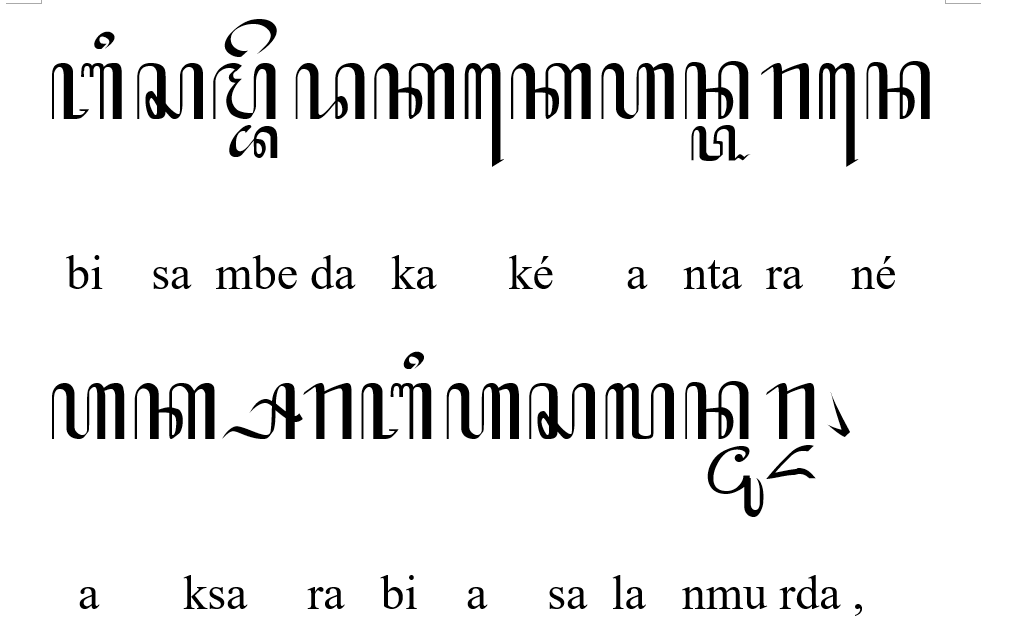 ꦧꦶꦱꦩ꧀ꦧꦼꦢꦏꦏꦺꦲꦤ꧀ꦠꦫꦤꦺ
bi sa mbe da ka ké a nta ra né
ꦲꦏ꧀ꦱꦫꦧꦶꦲꦱꦭꦤ꧀ꦩꦸꦫ꧀ꦢ꧈
a ksa ra bi a sa la nmu rda ,